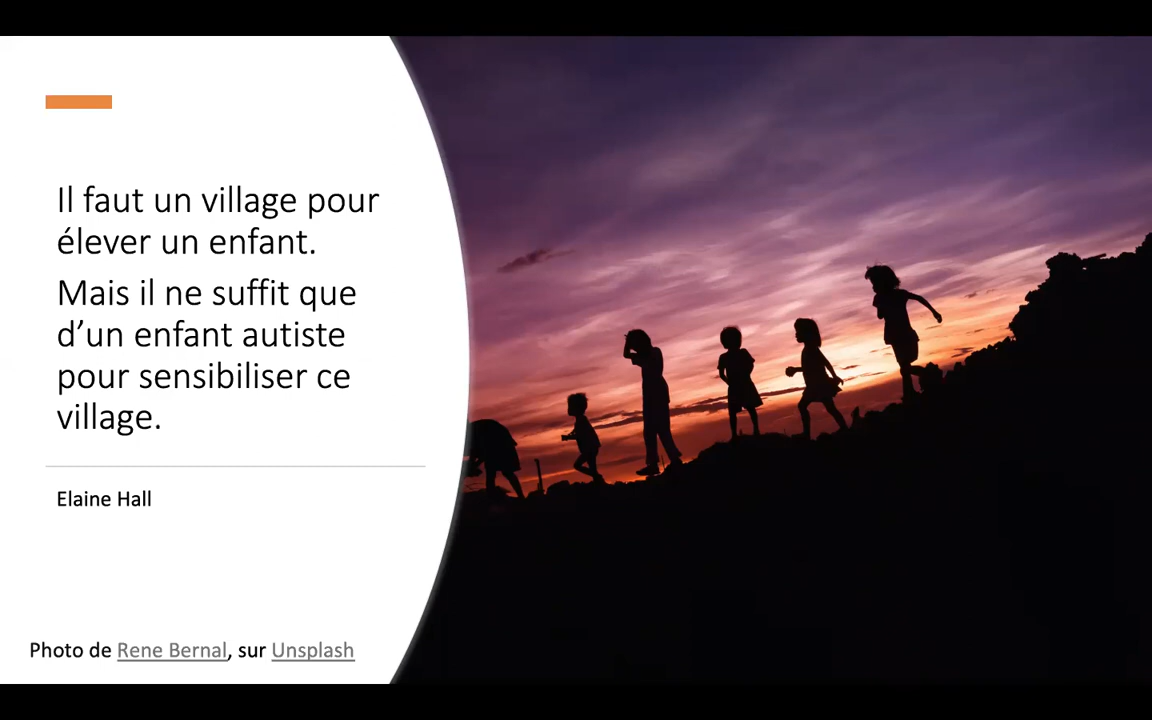 Il faut un village pour
élever un enfant.
Mais il ne suffit que
d’un enfant autiste
pour sensibiliser ce
village.
Elaine Hall
Photo de Rene Bernal, sur Unsplash